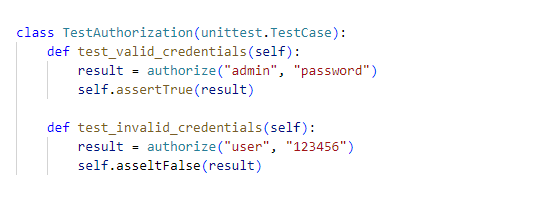 class TestAuthorization(unittest.TestCase):
    def test_valid_credentials(self):
        result = authorize("admin", "password")
        self.assertTrue(result)

    def test_invalid_credentials(self):
        result = authorize("user", "123456")
        self.asseltFalse(result)